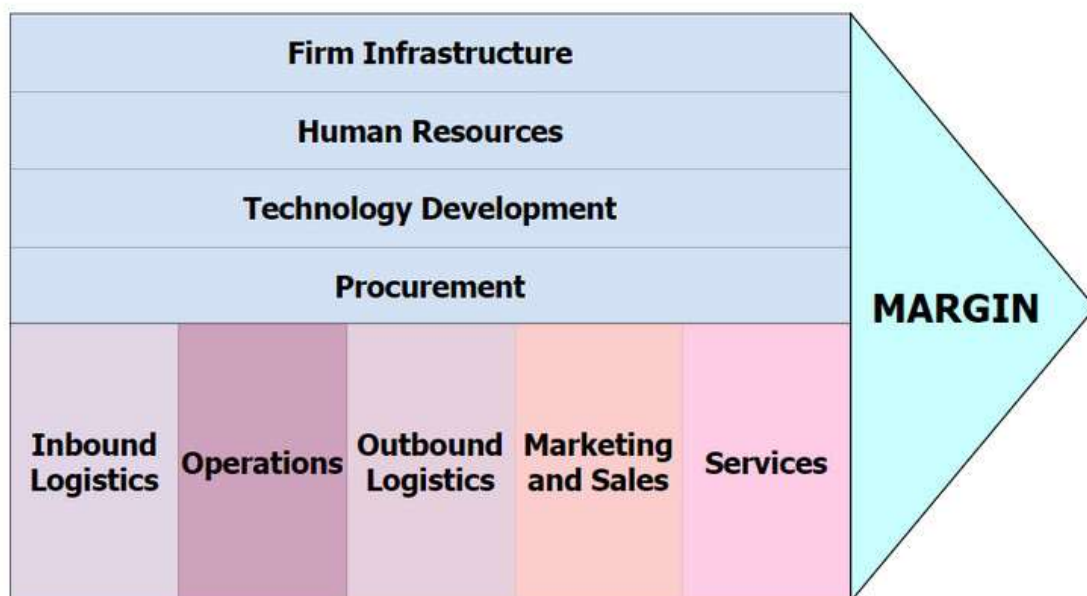 Firm Infrastructure
Human Resources
Technology Development
Procurement
MARGIN
Inbound
Logistics
Operations
Outbound
Logistics
Marketing
and Sales
Services